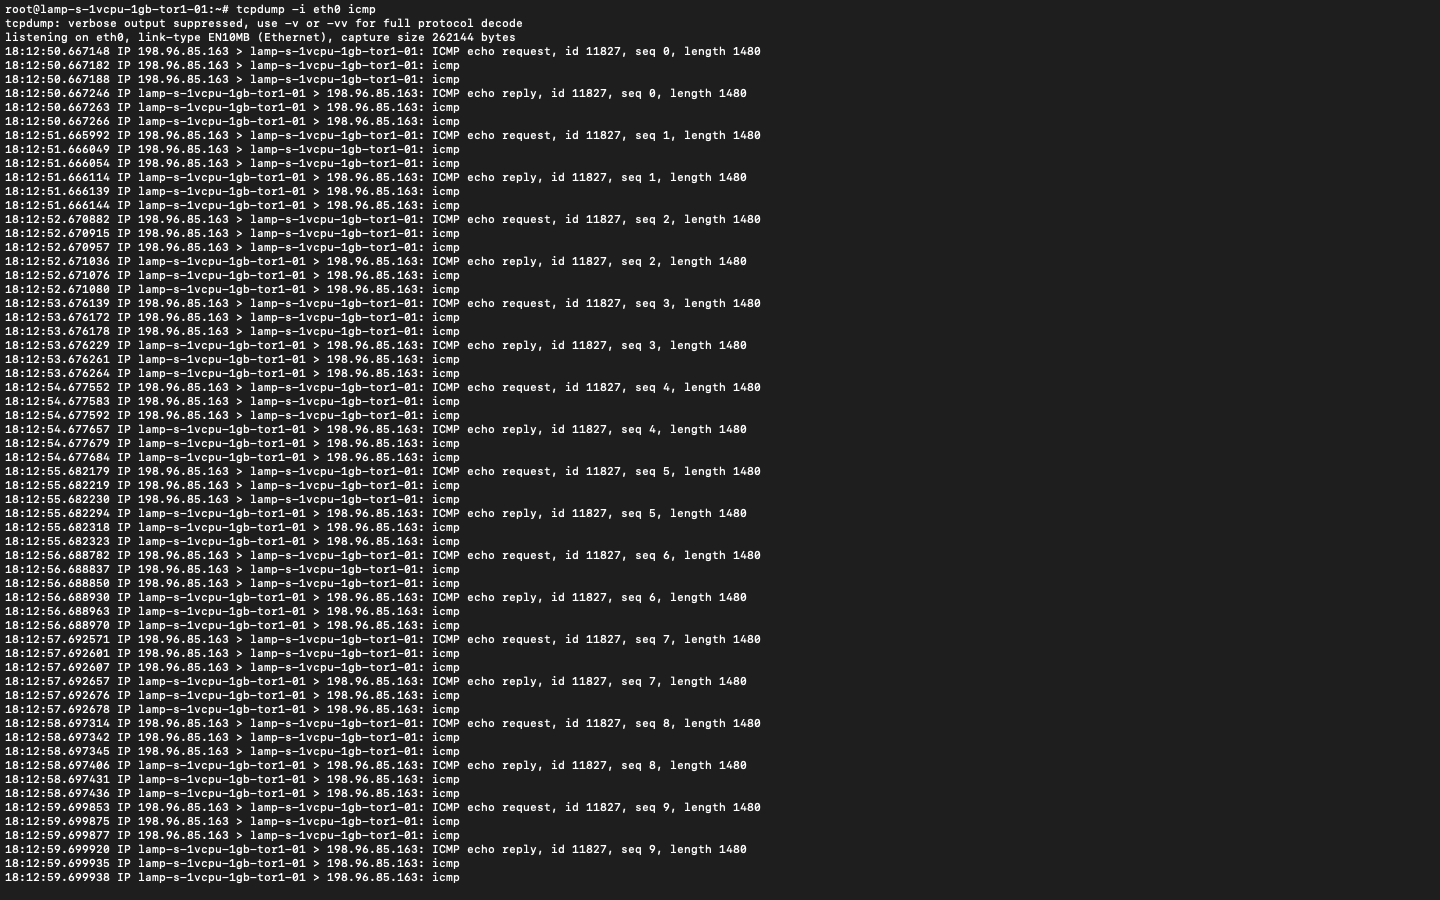 root@lamp-s-1vcpu-1gb-tor1-01:~# tcpdump -i eth0 icmp
tcpdump: verbose output suppressed, use -v or -vv for full protocol decode
listening on eth0, link-type EN10MB (Ethernet), capture size 262144 bytes
18:12:50.667148 IP 198.96.85.163 > lamp-s-1vcpu-1gb-tor1-01: ICMP echo request, id 11827, seq 0, length 1480
18:12:50.667182 IP 198.96.85.163 > lamp-s-1vcpu-1gb-tor1-01: icmp
18:12:50.667188 IP 198.96.85.163 > lamp-s-1vcpu-1gb-tor1-01: icmp
18:12:50.667246 IP lamp-s-1vcpu-1gb-tor1-01 > 198.96.85.163: ICMP echo reply, id 11827, seq 0, length 1480
18:12:50.667263 IP lamp-s-1vcpu-1gb-tor1-01 > 198.96.85.163: icmp
18:12:50.667266 IP lamp-s-1vcpu-1gb-tor1-01 > 198.96.85.163: icmp
18:12:51.665992 IP 198.96.85.163 > lamp-s-1vcpu-1gb-tor1-01: ICMP echo request, id 11827, seq 1, length 1480
18:12:51.666049 IP 198.96.85.163 > lamp-s-1vcpu-1gb-tor1-01: icmp
18:12:51.666054 IP 198.96.85.163 > lamp-s-1vcpu-1gb-tor1-01: icmp
18:12:51.666114 IP lamp-s-1vcpu-1gb-tor1-01 > 198.96.85.163: ICMP echo reply, id 11827, seq 1, length 1480
18:12:51.666139 IP lamp-s-1vcpu-1gb-tor1-01 > 198.96.85.163: icmp
18:12:51.666144 IP lamp-s-1vcpu-1gb-tor1-01 > 198.96.85.163: icmp
18:12:52.670882 IP 198.96.85.163 > lamp-s-1vcpu-1gb-tor1-01: ICMP echo request, id 11827, seq 2, length 1480
18:12:52.670915 IP 198.96.85.163 > lamp-s-1vcpu-1gb-tor1-01: icmp
18:12:52.670957 IP 198.96.85.163 > lamp-s-1vcpu-1gb-tor1-01: icmp
18:12:52.671036 IP lamp-s-1vcpu-1gb-tor1-01 > 198.96.85.163: ICMP echo reply, id 11827, seq 2, length 1480
18:12:52.671076 IP lamp-s-1vcpu-1gb-tor1-01 > 198.96.85.163: icmp
18:12:52.671080 IP lamp-s-1vcpu-1gb-tor1-01 > 198.96.85.163: icmp
18:12:53.676139 IP 198.96.85.163 > lamp-s-1vcpu-1gb-tor1-01: ICMP echo request, id 11827, seq 3, length 1480
18:12:53.676172 IP 198.96.85.163 > lamp-s-1vcpu-1gb-tor1-01: icmp
18:12:53.676178 IP 198.96.85.163 > lamp-s-1vcpu-1gb-tor1-01: icmp
18:12:53.676229 IP lamp-s-1vcpu-1gb-tor1-01 > 198.96.85.163: ICMP echo reply, id 11827, seq 3, length 1480
18:12:53.676261 IP lamp-s-1vcpu-1gb-tor1-01 > 198.96.85.163: icmp
18:12:53.676264 IP lamp-s-1vcpu-1gb-tor1-01 > 198.96.85.163: icmp
18:12:54.677552 IP 198.96.85.163 > lamp-s-1vcpu-1gb-tor1-01: ICMP echo request, id 11827, seq 4, length 1480
18:12:54.677583 IP 198.96.85.163 > lamp-s-1vcpu-1gb-tor1-01: icmp
18:12:54.677592 IP 198.96.85.163 > lamp-s-1vcpu-1gb-tor1-01: icmp
18:12:54.677657 IP lamp-s-1vcpu-1gb-tor1-01 > 198.96.85.163: ICMP echo reply, id 11827, seq 4, length 1480
18:12:54.677679 IP lamp-s-1vcpu-1gb-tor1-01 > 198.96.85.163: icmp
18:12:54.677684 IP lamp-s-1vcpu-1gb-tor1-01 > 198.96.85.163: icmp
18:12:55.682179 IP 198.96.85.163 > lamp-s-1vcpu-1gb-tor1-01: ICMP echo request, id 11827, seq 5, length 1480
18:12:55.682219 IP 198.96.85.163 > lamp-s-1vcpu-1gb-tor1-01: icmp
18:12:55.682230 IP 198.96.85.163 > lamp-s-1vcpu-1gb-tor1-01: icmp
18:12:55.682294 IP lamp-s-1vcpu-1gb-tor1-01 > 198.96.85.163: ICMP echo reply, id 11827, seq 5, length 1480
18:12:55.682318 IP lamp-s-1vcpu-1gb-tor1-01 > 198.96.85.163: icmp
18:12:55.682323 IP lamp-s-1vcpu-1gb-tor1-01 > 198.96.85.163: icmp
18:12:56.688782 IP 198.96.85.163 > lamp-s-1vcpu-1gb-tor1-01: ICMP echo request, id 11827, seq 6, length 1480
18:12:56.688837 IP 198.96.85.163 > lamp-s-1vcpu-1gb-tor1-01: icmp
18:12:56.688850 IP 198.96.85.163 > lamp-s-1vcpu-1gb-tor1-01: icmp
18:12:56.688930 IP lamp-s-1vcpu-1gb-tor1-01 > 198.96.85.163: ICMP echo reply, id 11827, seq 6, length 1480
18:12:56.688963 IP lamp-s-1vcpu-1gb-tor1-01 > 198.96.85.163: icmp
18:12:56.688970 IP lamp-s-1vcpu-1gb-tor1-01 > 198.96.85.163: icmp
18:12:57.692571 IP 198.96.85.163 > lamp-s-1vcpu-1gb-tor1-01: ICMP echo request, id 11827, seq 7, length 1480
18:12:57.692601 IP 198.96.85.163 > lamp-s-1vcpu-1gb-tor1-01: icmp
18:12:57.692607 IP 198.96.85.163 > lamp-s-1vcpu-1gb-tor1-01: icmp
18:12:57.692657 IP lamp-s-1vcpu-1gb-tor1-01 > 198.96.85.163: ICMP echo reply, id 11827, seq 7, length 1480
18:12:57.692676 IP lamp-s-1vcpu-1gb-tor1-01 > 198.96.85.163: icmp
18:12:57.692678 IP lamp-s-1vcpu-1gb-tor1-01 > 198.96.85.163: icmp
18:12:58.697314 IP 198.96.85.163 > lamp-s-1vcpu-1gb-tor1-01: ICMP echo request, id 11827, seq 8, length 1480
18:12:58.697342 IP 198.96.85.163 > lamp-s-1vcpu-1gb-tor1-01: icmp
18:12:58.697345 IP 198.96.85.163 > lamp-s-1vcpu-1gb-tor1-01: icmp
18:12:58.697406 IP lamp-s-1vcpu-1gb-tor1-01 > 198.96.85.163: ICMP echo reply, id 11827, seq 8, length 1480
18:12:58.697431 IP lamp-s-1vcpu-1gb-tor1-01 > 198.96.85.163: icmp
18:12:58.697436 IP lamp-s-1vcpu-1gb-tor1-01 > 198.96.85.163: icmp
18:12:59.699853 IP 198.96.85.163 > lamp-s-1vcpu-1gb-tor1-01: ICMP echo request, id 11827, seq 9, length 1480
18:12:59.699875 IP 198.96.85.163 > lamp-s-1vcpu-1gb-tor1-01: icmp
18:12:59.699877 IP 198.96.85.163 > lamp-s-1vcpu-1gb-tor1-01: icmp
18:12:59.699920 IP lamp-s-1vcpu-1gb-tor1-01 > 198.96.85.163: ICMP echo reply, id 11827, seq 9, length 1480
18:12:59.699935 IP lamp-s-1vcpu-1gb-tor1-01 > 198.96.85.163: icmp
18:12:59.699938 IP lamp-s-1vcpu-1gb-tor1-01 > 198.96.85.163: icmp